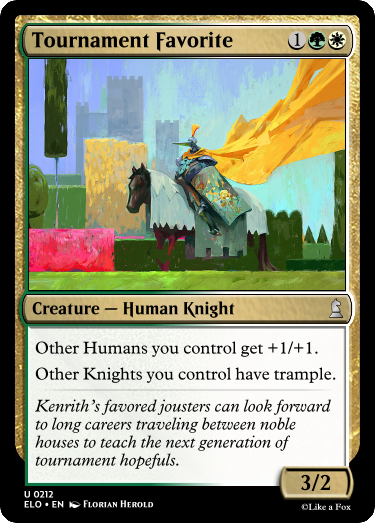 Tournament Favorite 1
Creature — Human Knight
Other Humans you control get +1/+1.
Other Knights you control have trample.
Kenrith's favored jousters can look forward
to long careers traveling between noble
houses to teach the next generation of
tournament hopefuls.
3/2
U 0212
ELO • EN Florian Herold
©Like a Fox